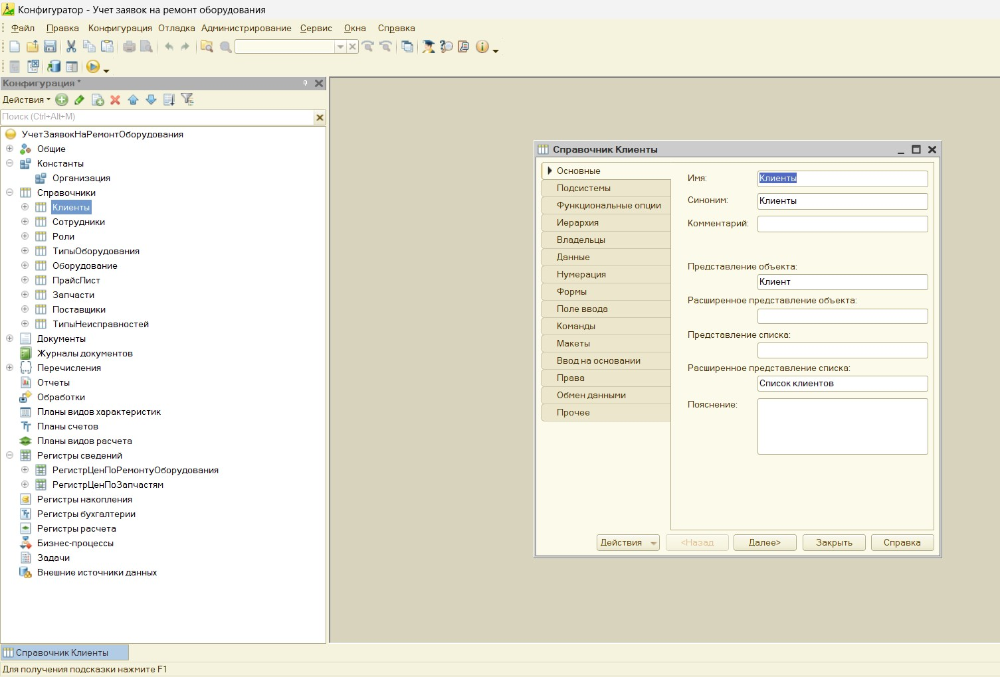 Конфигуратор - Учет заявок на ремонт оборудования
Файл Правка Конфигурация Отладка Администрирование Сервис Окна Справка
Конфигурация *
Действия
Поиск (Ctrl+Alt+M)
УчетЗаявокНаРемонтОборудования
Общие
Константы
Организация
Справочники
Клиенты
Сотрудники
Роли
ТипыОборудования
Оборудование
ПрайсЛист
Запчасти
Поставщики
ТипыНеисправностей
Документы
Журналы документов
Перечисления
Отчеты
Обработки
Планы видов характеристик
Планы счетов
Планы видов расчета
Регистры сведений
РегистрЦенПоРемонтуОборудования
РегистрЦенПоЗапчастям
Регистры накопления
Регистры бухгалтерии
Регистры расчета
Бизнес-процессы
Задачи
Внешние источники данных
Справочник Клиенты
Основные
Подсистемы
Функциональные опции
Иерархия
Владельцы
Данные
Нумерация
Формы
Поле ввода
Команды
Макеты
Ввод на основании
Права
Обмен данными
Прочее
Имя: Клиенты
Синоним: Клиенты
Комментарий:
Представление объекта:
Клиент
Расширенное представление объекта:
Представление списка:
Расширенное представление списка:
Список клиентов
Пояснение:
Действия <Назад Далее> Закрыть Справка
Справочник Клиенты
Для получения подсказки нажмите F1